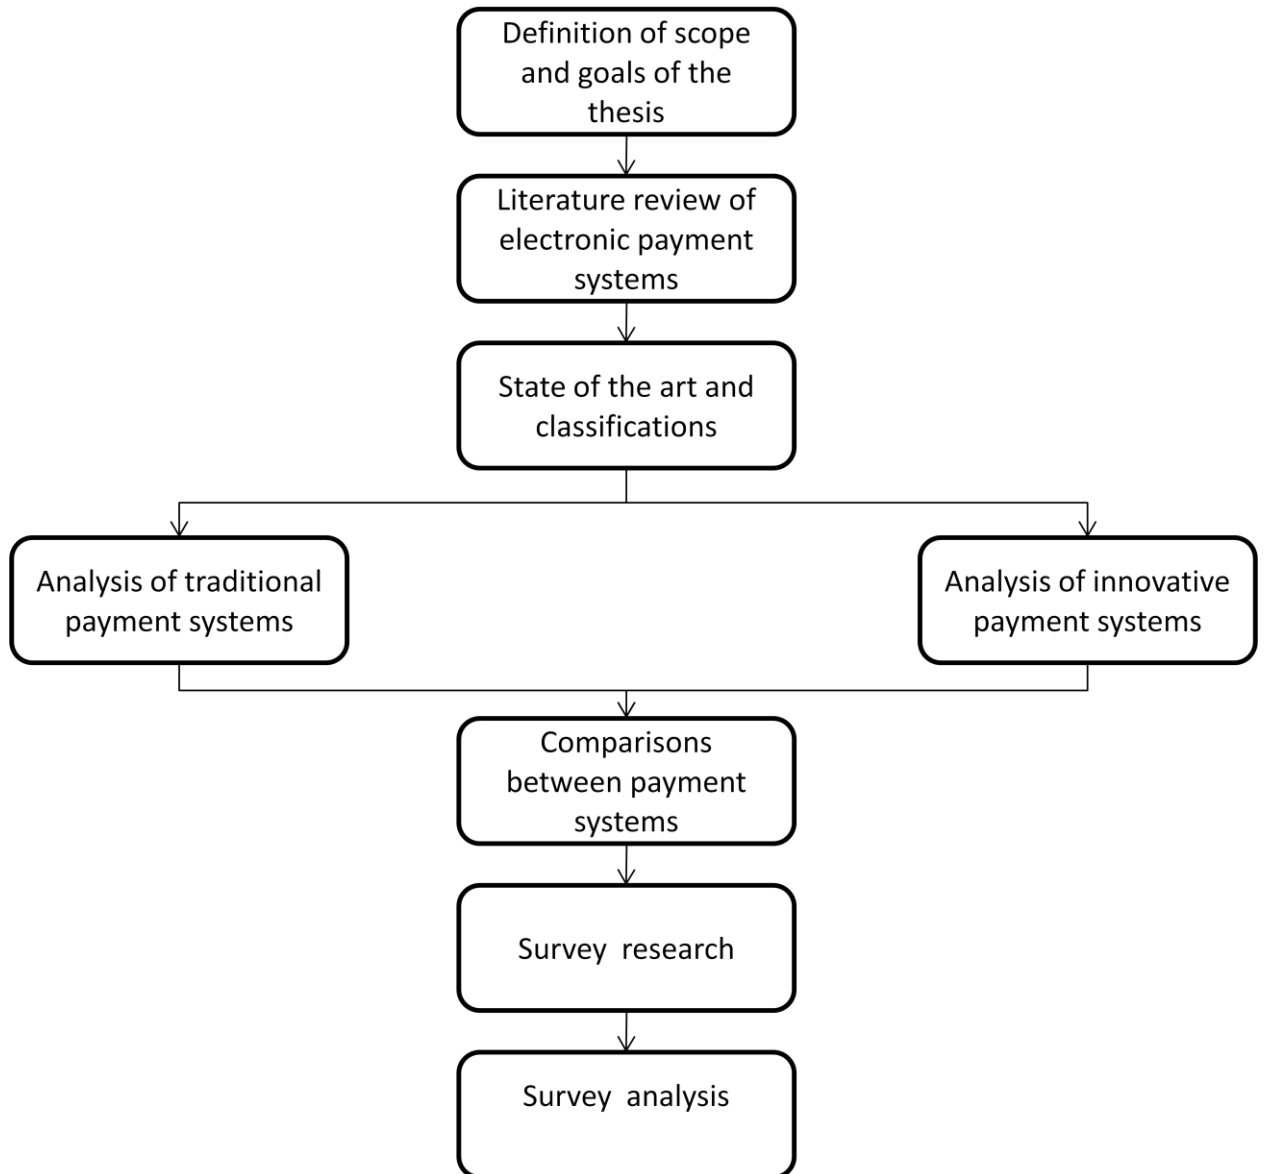 Definition of scope
and goals of the
thesis
Literature review of
electronic payment
systems
State of the art and
classifications
Analysis of traditional
payment systems
Analysis of innovative
payment systems
Comparisons
between payment
systems
Survey  research
Survey  analysis